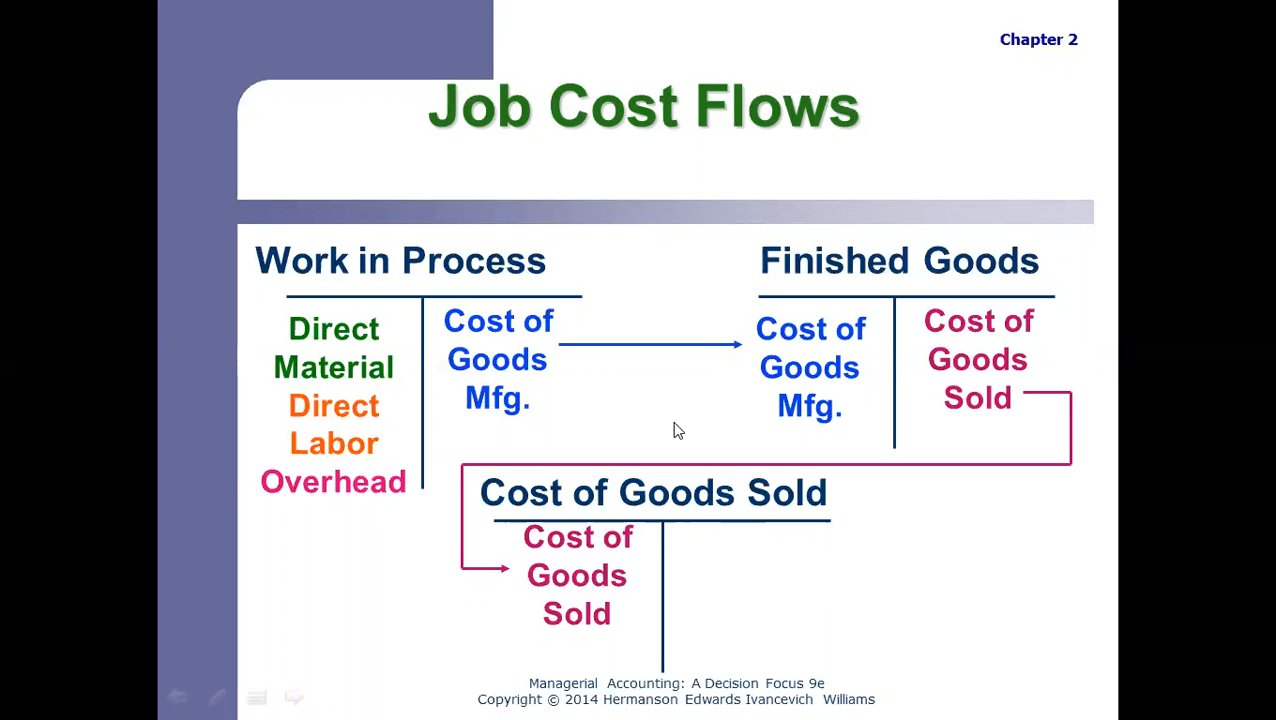 Chapter 2
Job Cost Flows
Work in Process
Direct
Material
Direct
Labor
Overhead
Cost of
Goods
Mfg.
Finished Goods
Cost of
Goods
Mfg.
Cost of
Goods
Sold
Cost of Goods Sold
Cost of
Goods
Sold
Managerial Accounting: A Decision Focus 9e
Copyright © 2014 Hermanson Edwards Ivancevich Williams